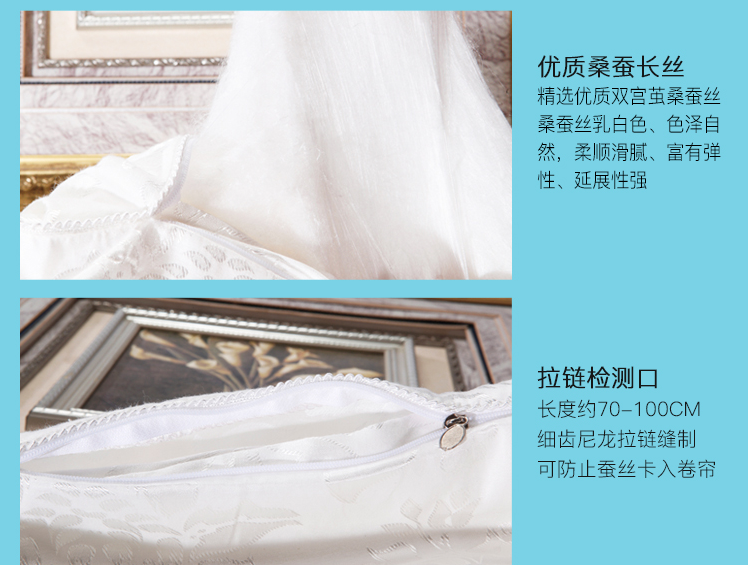 优质桑蚕长丝
精选优质双宫茧桑蚕丝
桑蚕丝乳白色、色泽自
然，柔顺滑腻、富有弹
性、延展性强
拉链检测口
长度约70-100CM
细齿尼龙拉链缝制
可防止蚕丝卡入卷帘